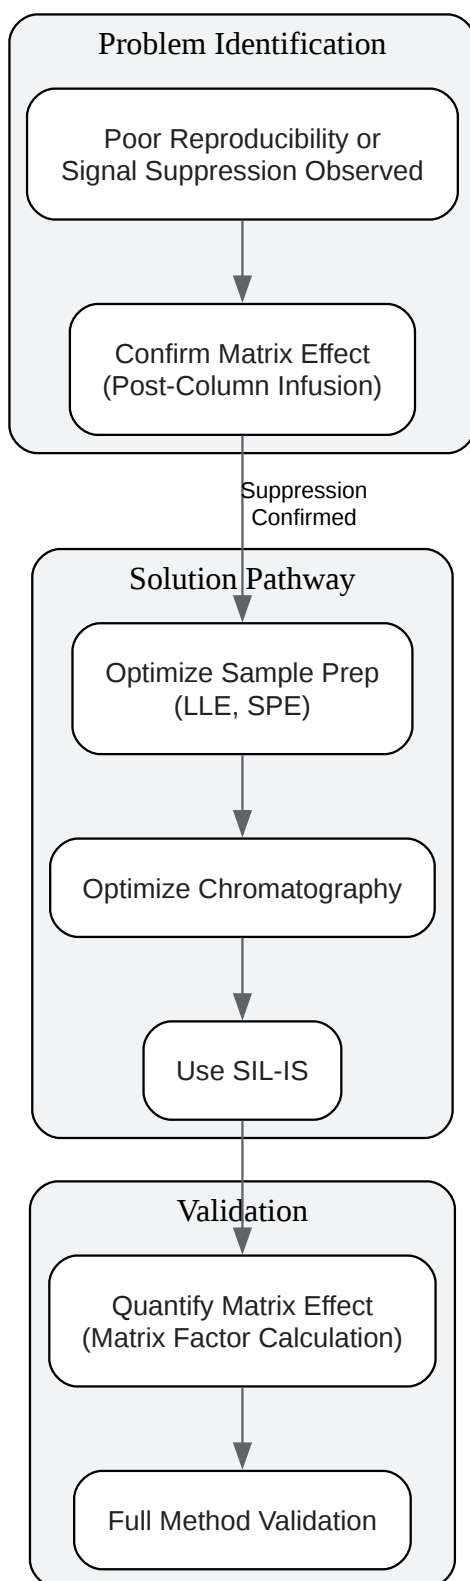 Problem Identification
Poor Reproducibility or
Signal Suppression Observed
Confirm Matrix Effect
(Post-Column Infusion)
Suppression
Confirmed
Solution Pathway
Optimize Sample Prep
(LLE, SPE)
Optimize Chromatography
Use SIL-IS
Validation
Quantify Matrix Effect
(Matrix Factor Calculation)
Full Method Validation